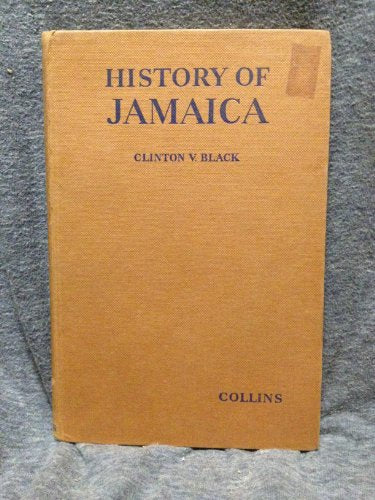 HISTORY OF
JAMAICA
CLINTON V. BLACK
COLLINS